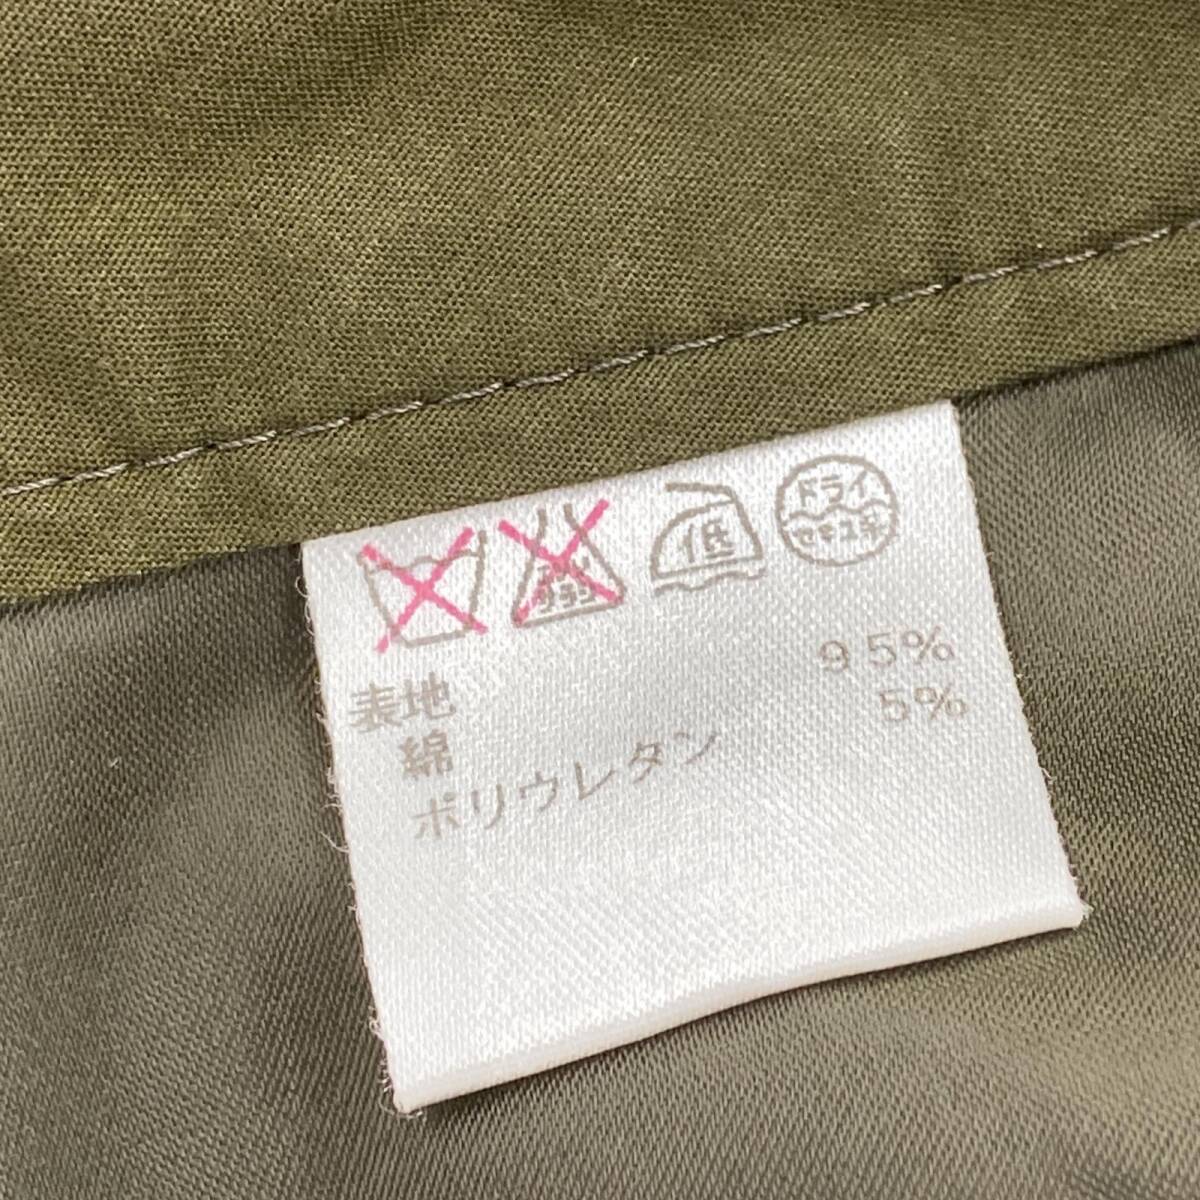 エンソ
サラシ
低
ドライ
セキユ系
表地
綿 95%
ポリウレタン 5%